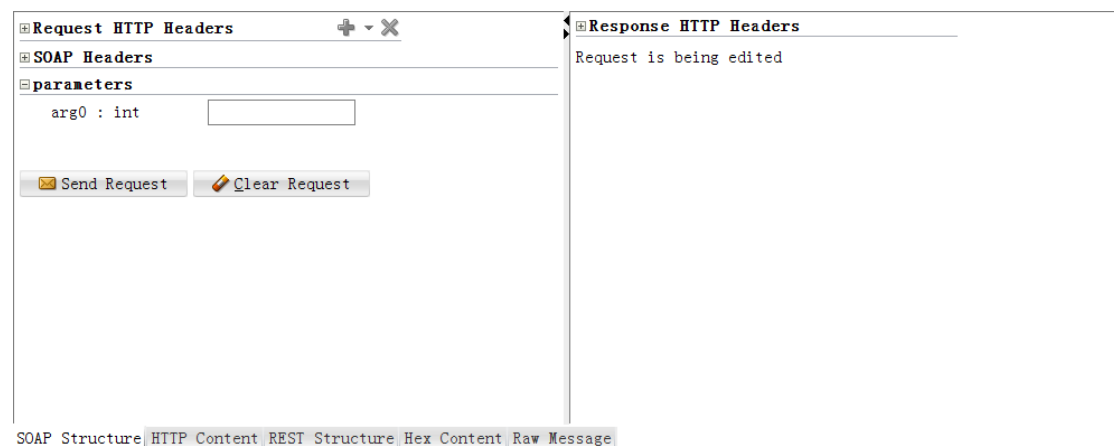 Request HTTP Headers
SOAP Headers
parameters
arg0 : int
Send Request
Clear Request
Response HTTP Headers
Request is being edited
SOAP Structure HTTP Content REST Structure Hex Content Raw Message